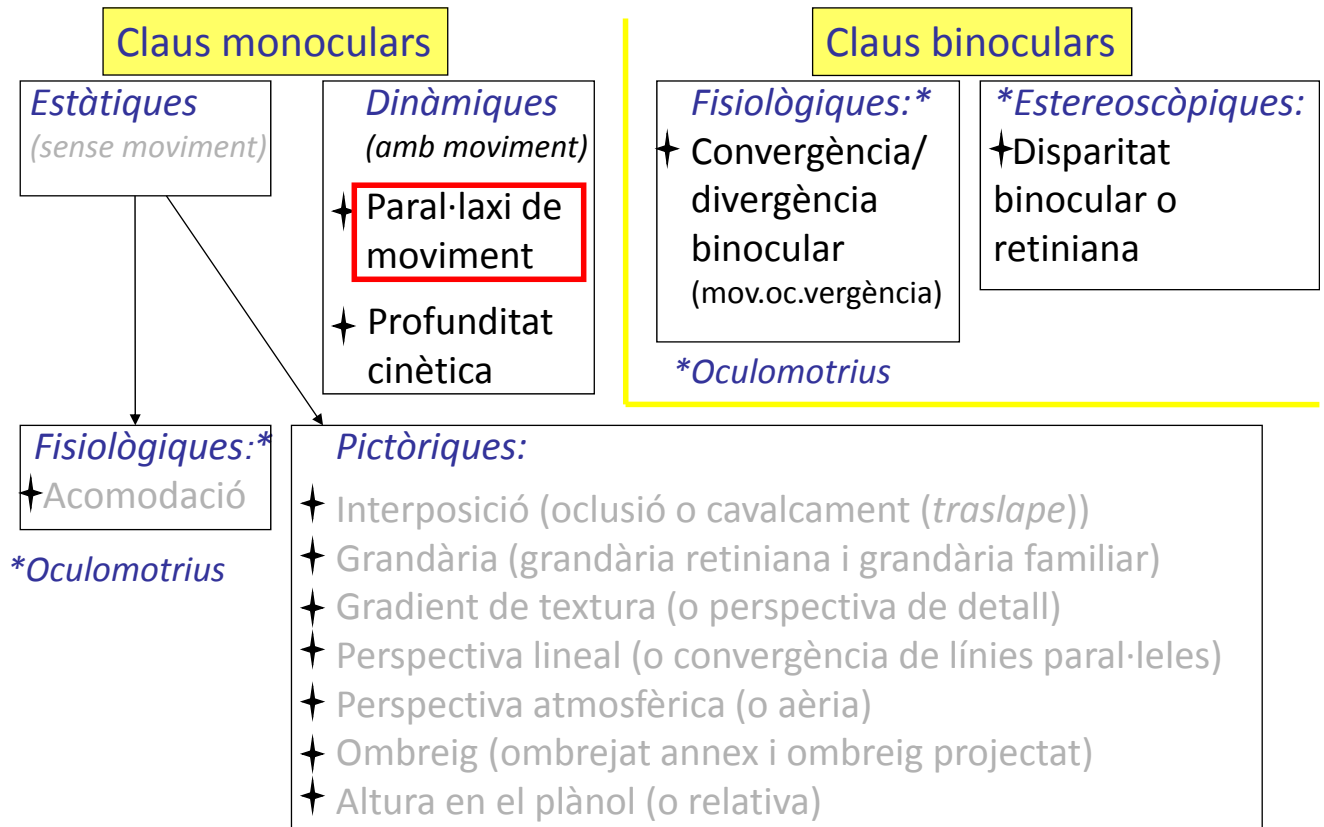 Claus monoculars
Estàtiques
(sense moviment)
Dinàmiques
(amb moviment)
Paral·laxi de
moviment
Profunditat
cinètica
Claus binoculars
Fisiològiques:*
Convergència/
divergència
binocular
(mov.oc.vergència)
*Estereoscòpiques:
Disparitat
binocular o
retiniana
*Oculomotrius
Fisiològiques:*
Acomodació
*Oculomotrius
Pictòriques:
Interposició (oclusió o cavalcament (traslape))
Grandària (grandària retiniana i grandària familiar)
Gradient de textura (o perspectiva de detall)
Perspectiva lineal (o convergència de línies paral·leles)
Perspectiva atmosfèrica (o aèria)
Ombreig (ombrejat annex i ombreig projectat)
Altura en el plànol (o relativa)